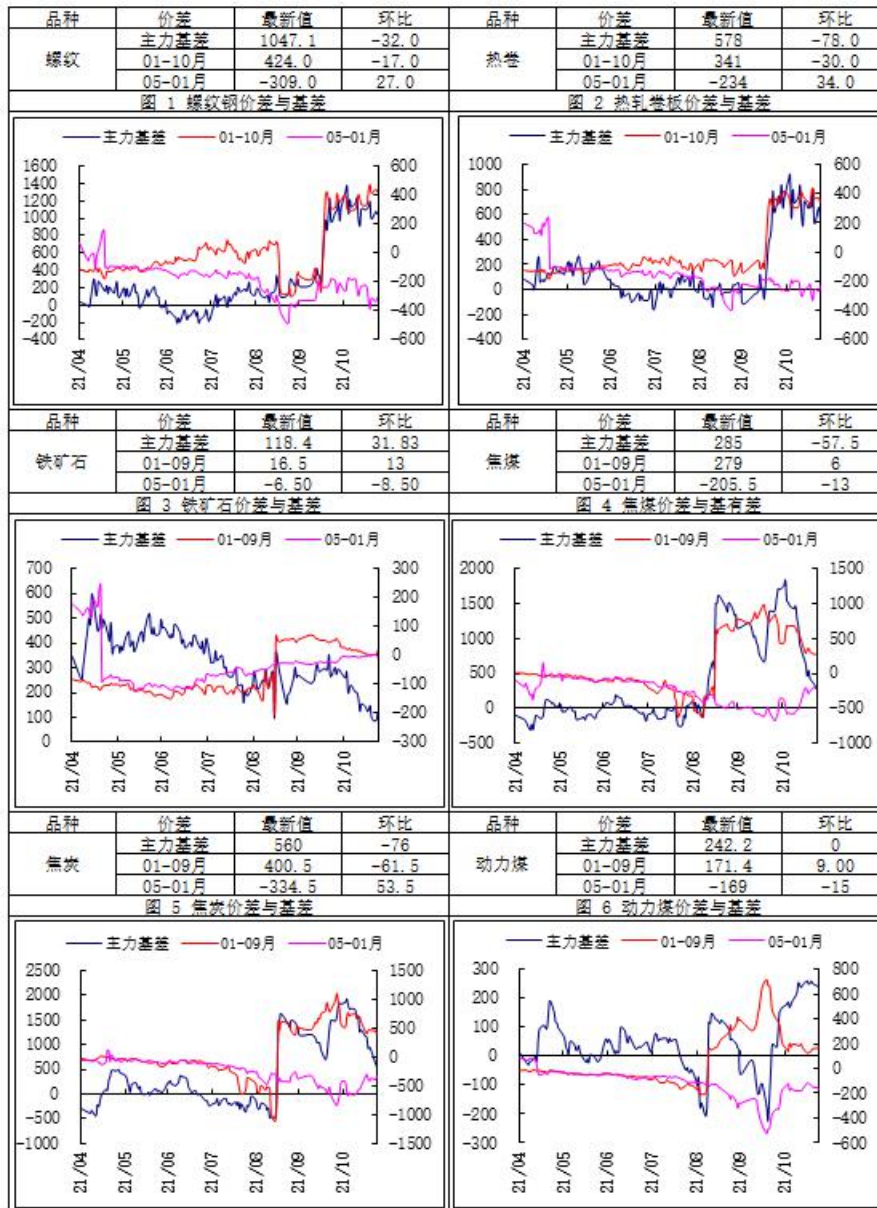 品种 价差 最新值 环比 品种 价差 最新值 环比
螺纹 主力基差 1047.1 -32.0 热卷 主力基差 578 -78.0
01-10月 424.0 -17.0 01-10月 341 -30.0
05-01月 -309.0 27.0 05-01月 -234 34.0
图 1 螺纹钢价差与基差 图 2 热轧卷板价差与基差
主力基差 01-10月 05-01月 主力基差 01-10月 05-01月
1600 600 1000 600
1400 400 800 400
1200
1000 200 600 200
800 0 400 0
600
400 -200 200 -200
200 0
0 -400 -200 -400
-200
-400 -600 -400 -600
21/04 21/05 21/06 21/07 21/08 21/09 21/10 21/04 21/05 21/06 21/07 21/08 21/09 21/10
品种 价差 最新值 环比 品种 价差 最新值 环比
铁矿石 主力基差 118.4 31.83 焦煤 主力基差 285 -57.5
01-09月 16.5 13 01-09月 279 6
05-01月 -6.50 -8.50 05-01月 -205.5 -13
图 3 铁矿石价差与基差 图 4 焦煤价差与基有差
主力基差 01-09月 05-01月 主力基差 01-09月 05-01月
700 300 2000 1500
600 200 1500 1000
500 100 1000 500
400 0
300 500 0
200 -100 0 -500
100 -200
0 -300 -500 -1000
21/04 21/05 21/06 21/07 21/08 21/09 21/10 21/04 21/05 21/06 21/07 21/08 21/09 21/10
品种 价差 最新值 环比 品种 价差 最新值 环比
焦炭 主力基差 560 -76 动力煤 主力基差 242.2 0
01-09月 400.5 -61.5 01-09月 171.4 9.00
05-01月 -334.5 53.5 05-01月 -169 -15
图 5 焦炭价差与基差 图 6 动力煤价差与基差
主力基差 01-09月 05-01月 主力基差 01-09月 05-01月
2500 1500 300 800
2000 1000 200 600
1500 500 100 400
1000 200
500 0 0 0
0 -500 -100 -200
-500 -1000 -200 -400
-1000 -1500 -300 -600
21/04 21/05 21/06 21/07 21/08 21/09 21/10 21/04 21/05 21/06 21/07 21/08 21/09 21/10